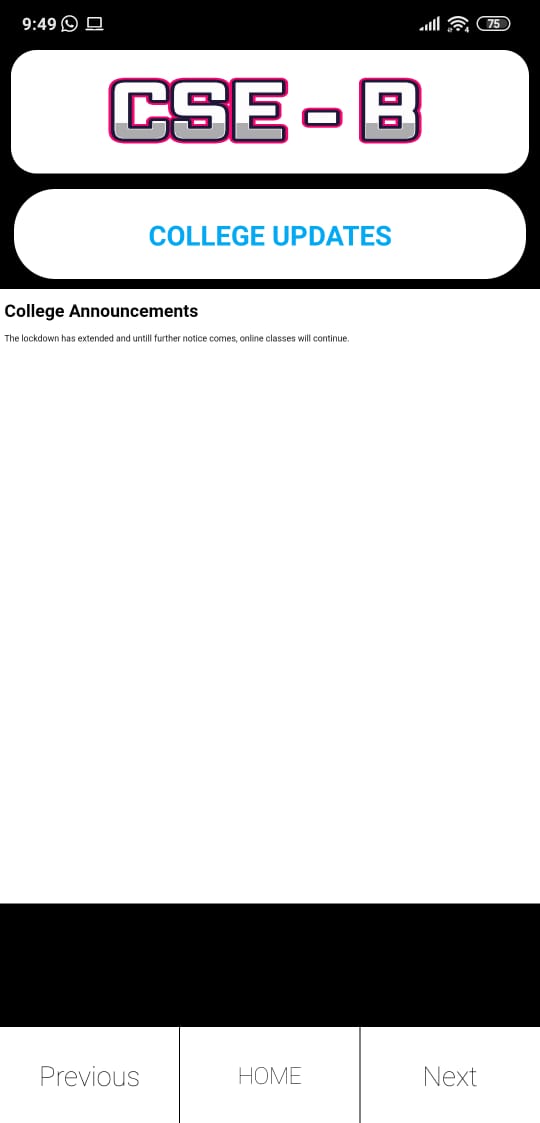 9:49
75
CSE - B
COLLEGE UPDATES
College Announcements
The lockdown has extended and untill further notice comes, online classes will continue.
Previous
HOME
Next